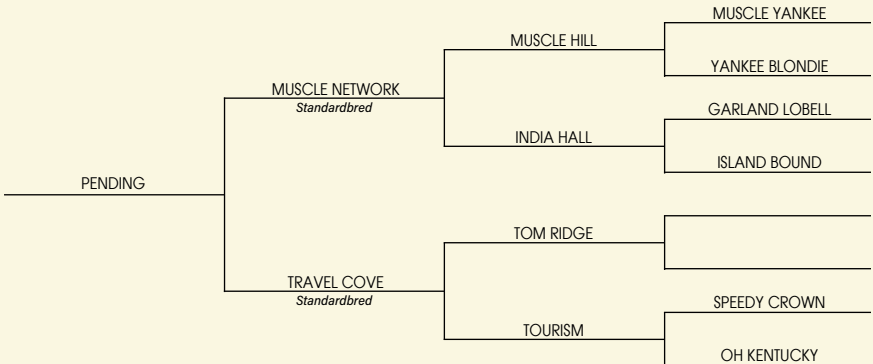 MUSCLE YANKEE
MUSCLE HILL
YANKEE BLONDIE
MUSCLE NETWORK
Standardbred
GARLAND LOBELL
INDIA HALL
ISLAND BOUND
PENDING
TOM RIDGE
TRAVEL COVE
Standardbred
SPEEDY CROWN
TOURISM
OH KENTUCKY